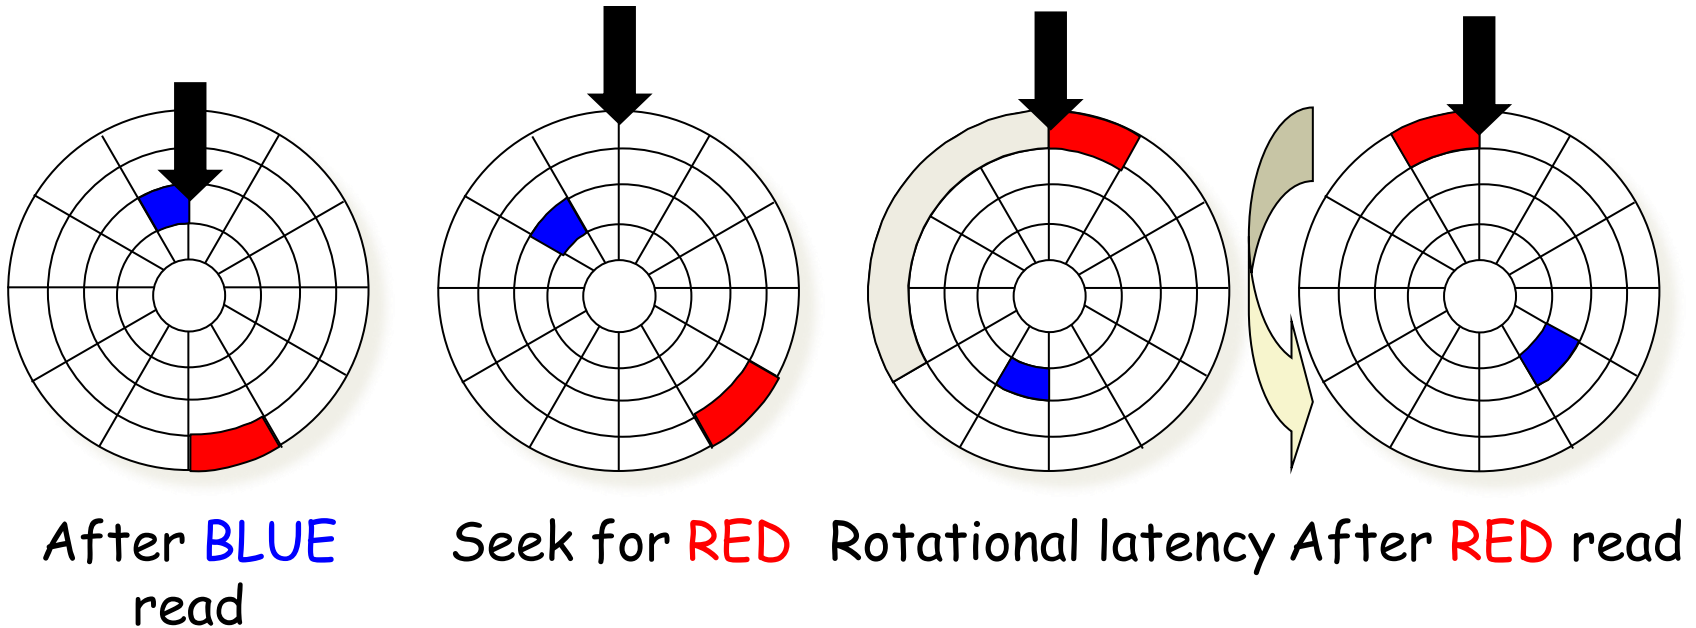 After BLUE
read
Seek for RED
Rotational latency
After RED read